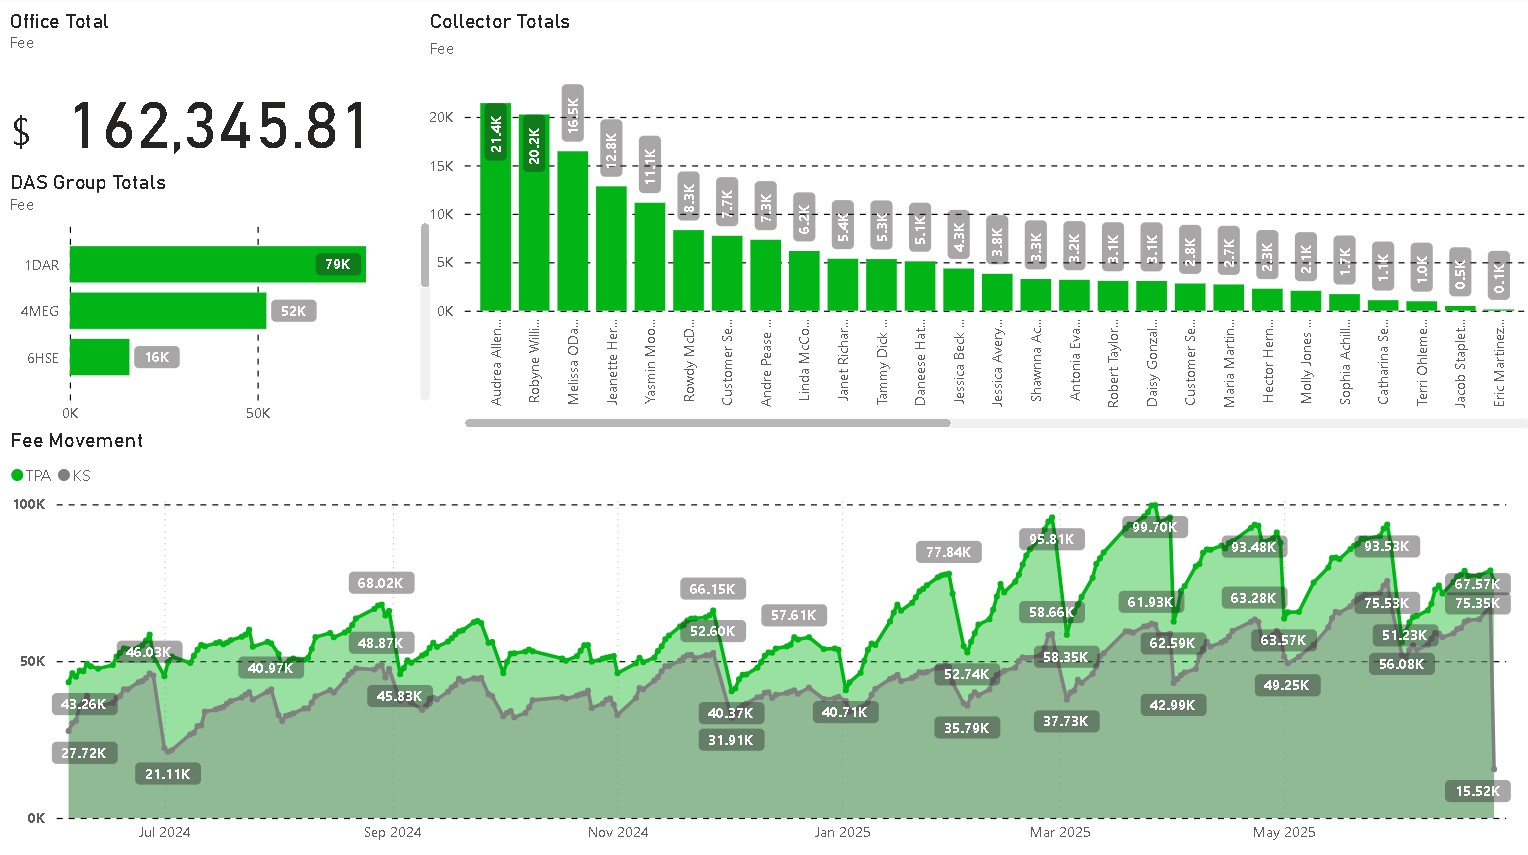 Office Total
Fee
$ 162,345.81
DAS Group Totals
Fee
1DAR
79K
4MEG
52K
6HSE
16K
0K
50K
Collector Totals
Fee
20K
15K
10K
5K
0K
21.4K
20.2K
16.5K
12.8K
11.1K
8.3K
7.7K
7.3K
6.2K
5.4K
5.3K
5.1K
4.3K
3.8K
3.3K
3.2K
3.1K
3.1K
2.8K
2.7K
2.3K
2.1K
1.7K
1.1K
1.0K
0.5K
0.1K
Audrea Allen...
Robyne Willi...
Melissa ODa...
Jeanette Her...
Yasmin Moo...
Rowdy McD...
Customer Se...
Andre Pease ...
Linda McCo...
Janet Richar...
Tammy Dick ...
Daneese Hat...
Jessica Beck ...
Jessica Avery...
Shawnna Ac...
Antonia Eva...
Robert Taylor...
Daisy Gonzal...
Customer Se...
Maria Martin...
Hector Hern...
Molly Jones ...
Sophia Achill...
Catharina Se...
Terri Ohleme...
Jacob Staplet...
Eric Martinez...
Fee Movement
TPA KS
100K
50K
0K
43.26K
27.72K
46.03K
21.11K
40.97K
68.02K
48.87K
45.83K
66.15K
52.60K
40.37K
31.91K
57.61K
40.71K
77.84K
52.74K
35.79K
95.81K
58.66K
58.35K
37.73K
99.70K
61.93K
62.59K
42.99K
93.48K
63.28K
63.57K
49.25K
93.53K
75.53K
51.23K
56.08K
67.57K
75.35K
15.52K
Jul 2024
Sep 2024
Nov 2024
Jan 2025
Mar 2025
May 2025